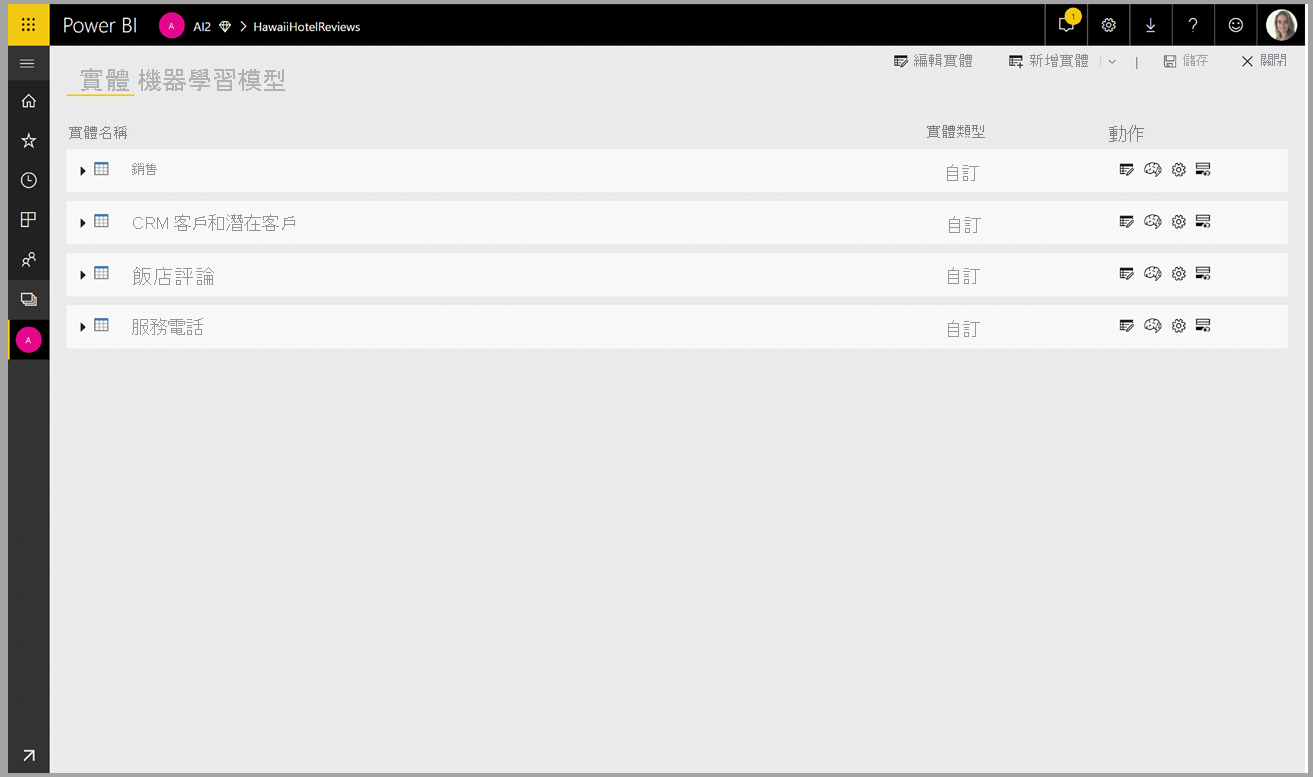 Power BI A AI2 HawaiiHotelReviews 1 ?
編輯實體 新增實體 | 儲存 關閉
實體 機器學習模型
實體名稱 實體類型 動作
銷售 自訂
CRM 客戶和潛在客戶 自訂
飯店評論 自訂
服務電話 自訂
A